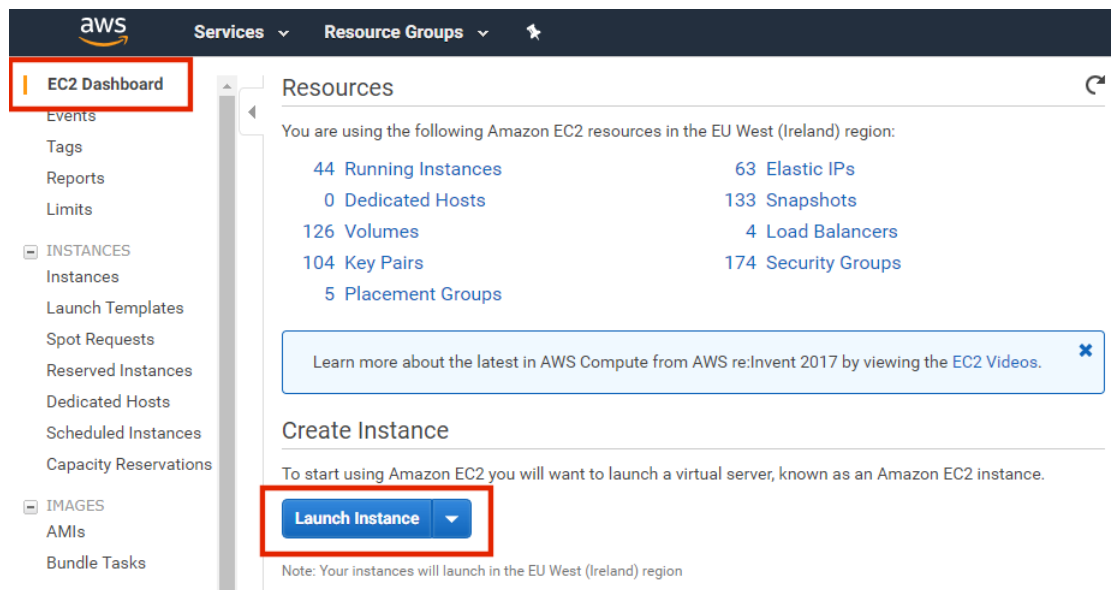 aws
Services
Resource Groups
EC2 Dashboard
Events
Tags
Reports
Limits
INSTANCES
Instances
Launch Templates
Spot Requests
Reserved Instances
Dedicated Hosts
Scheduled Instances
Capacity Reservations
IMAGES
AMIs
Bundle Tasks
Resources
You are using the following Amazon EC2 resources in the EU West (Ireland) region:
44 Running Instances
0 Dedicated Hosts
126 Volumes
104 Key Pairs
5 Placement Groups
63 Elastic IPs
133 Snapshots
4 Load Balancers
174 Security Groups
Learn more about the latest in AWS Compute from AWS re:Invent 2017 by viewing the EC2 Videos.
Create Instance
To start using Amazon EC2 you will want to launch a virtual server, known as an Amazon EC2 instance.
Launch Instance
Note: Your instances will launch in the EU West (Ireland) region